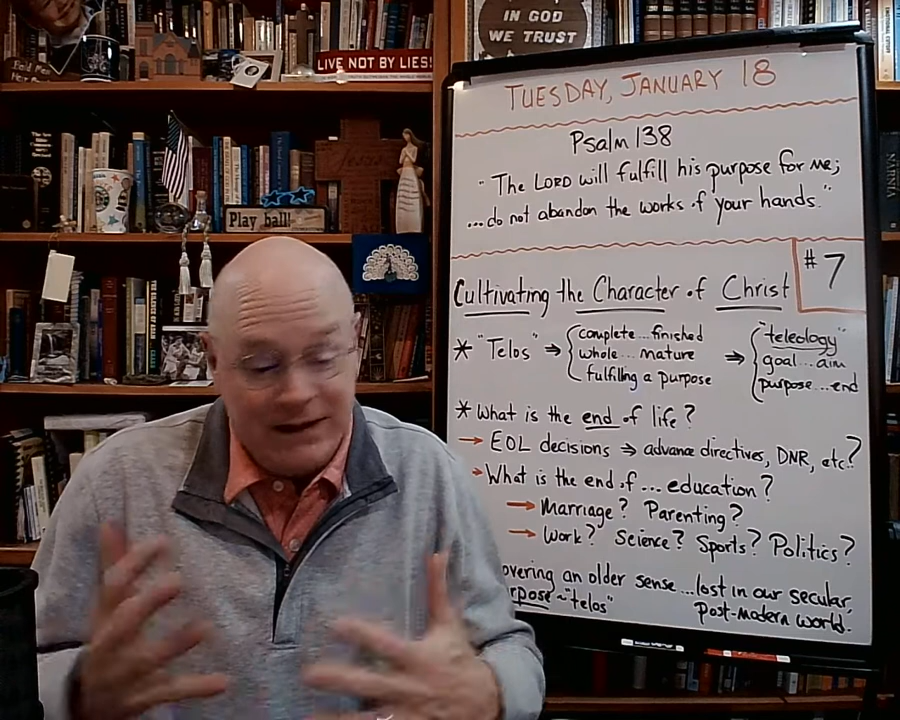 IN GOD
WE TRUST
LIVE NOT BY LIES!
Play ball!
NARNIA
TUESDAY, JANUARY 18
Psalm 138
"The LORD will fulfill his purpose for me;
...do not abandon the works of your hands."
#7
Cultivating the Character of Christ
* "Telos" ⇒ complete...finished
whole... mature
fulfilling a purpose
⇒ "teleology"
goal...aim
purpose...end
* What is the end of life?
→ EOL decisions ⇒ advance directives, DNR, etc?
→ What is the end of... education?
→ Marriage? Parenting?
→ Work? Science? Sports? Politics?
overing an older sense...lost in our secular,
rpose ~ "telos" post-modern world.